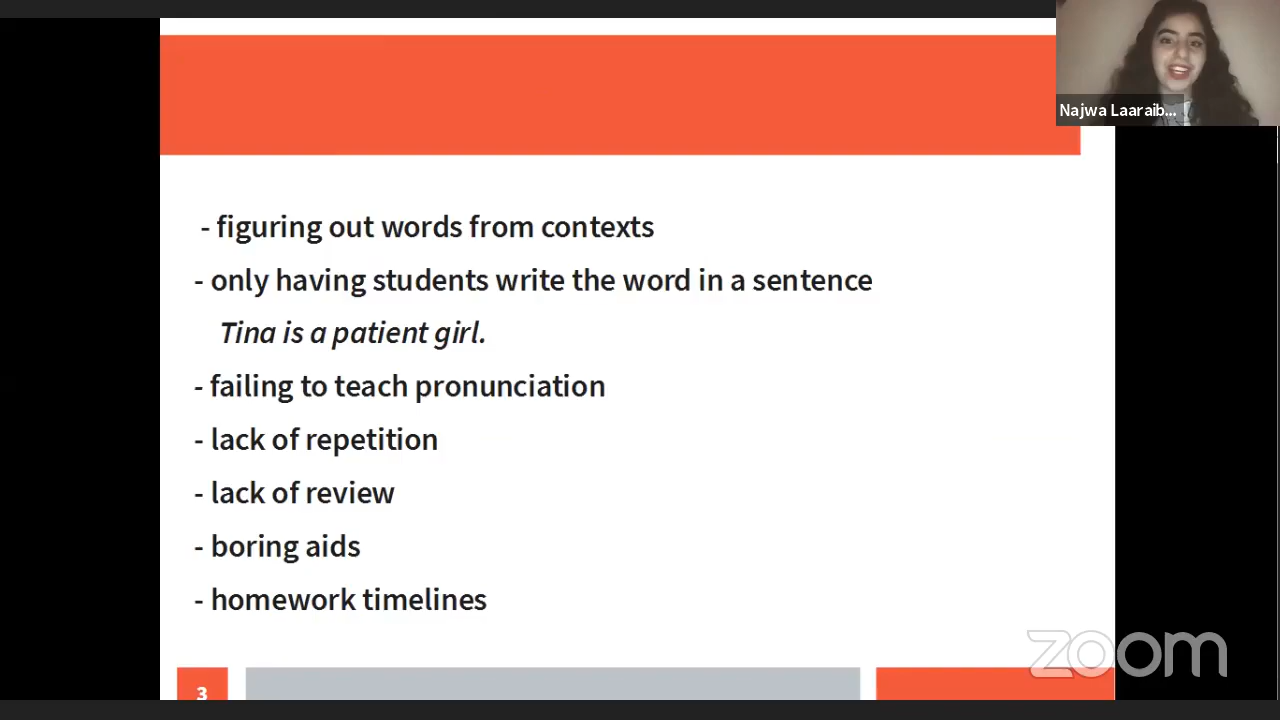 Najwa Laaraib...
- figuring out words from contexts
- only having students write the word in a sentence
Tina is a patient girl.
- failing to teach pronunciation
- lack of repetition
- lack of review
- boring aids
- homework timelines
zoom
3